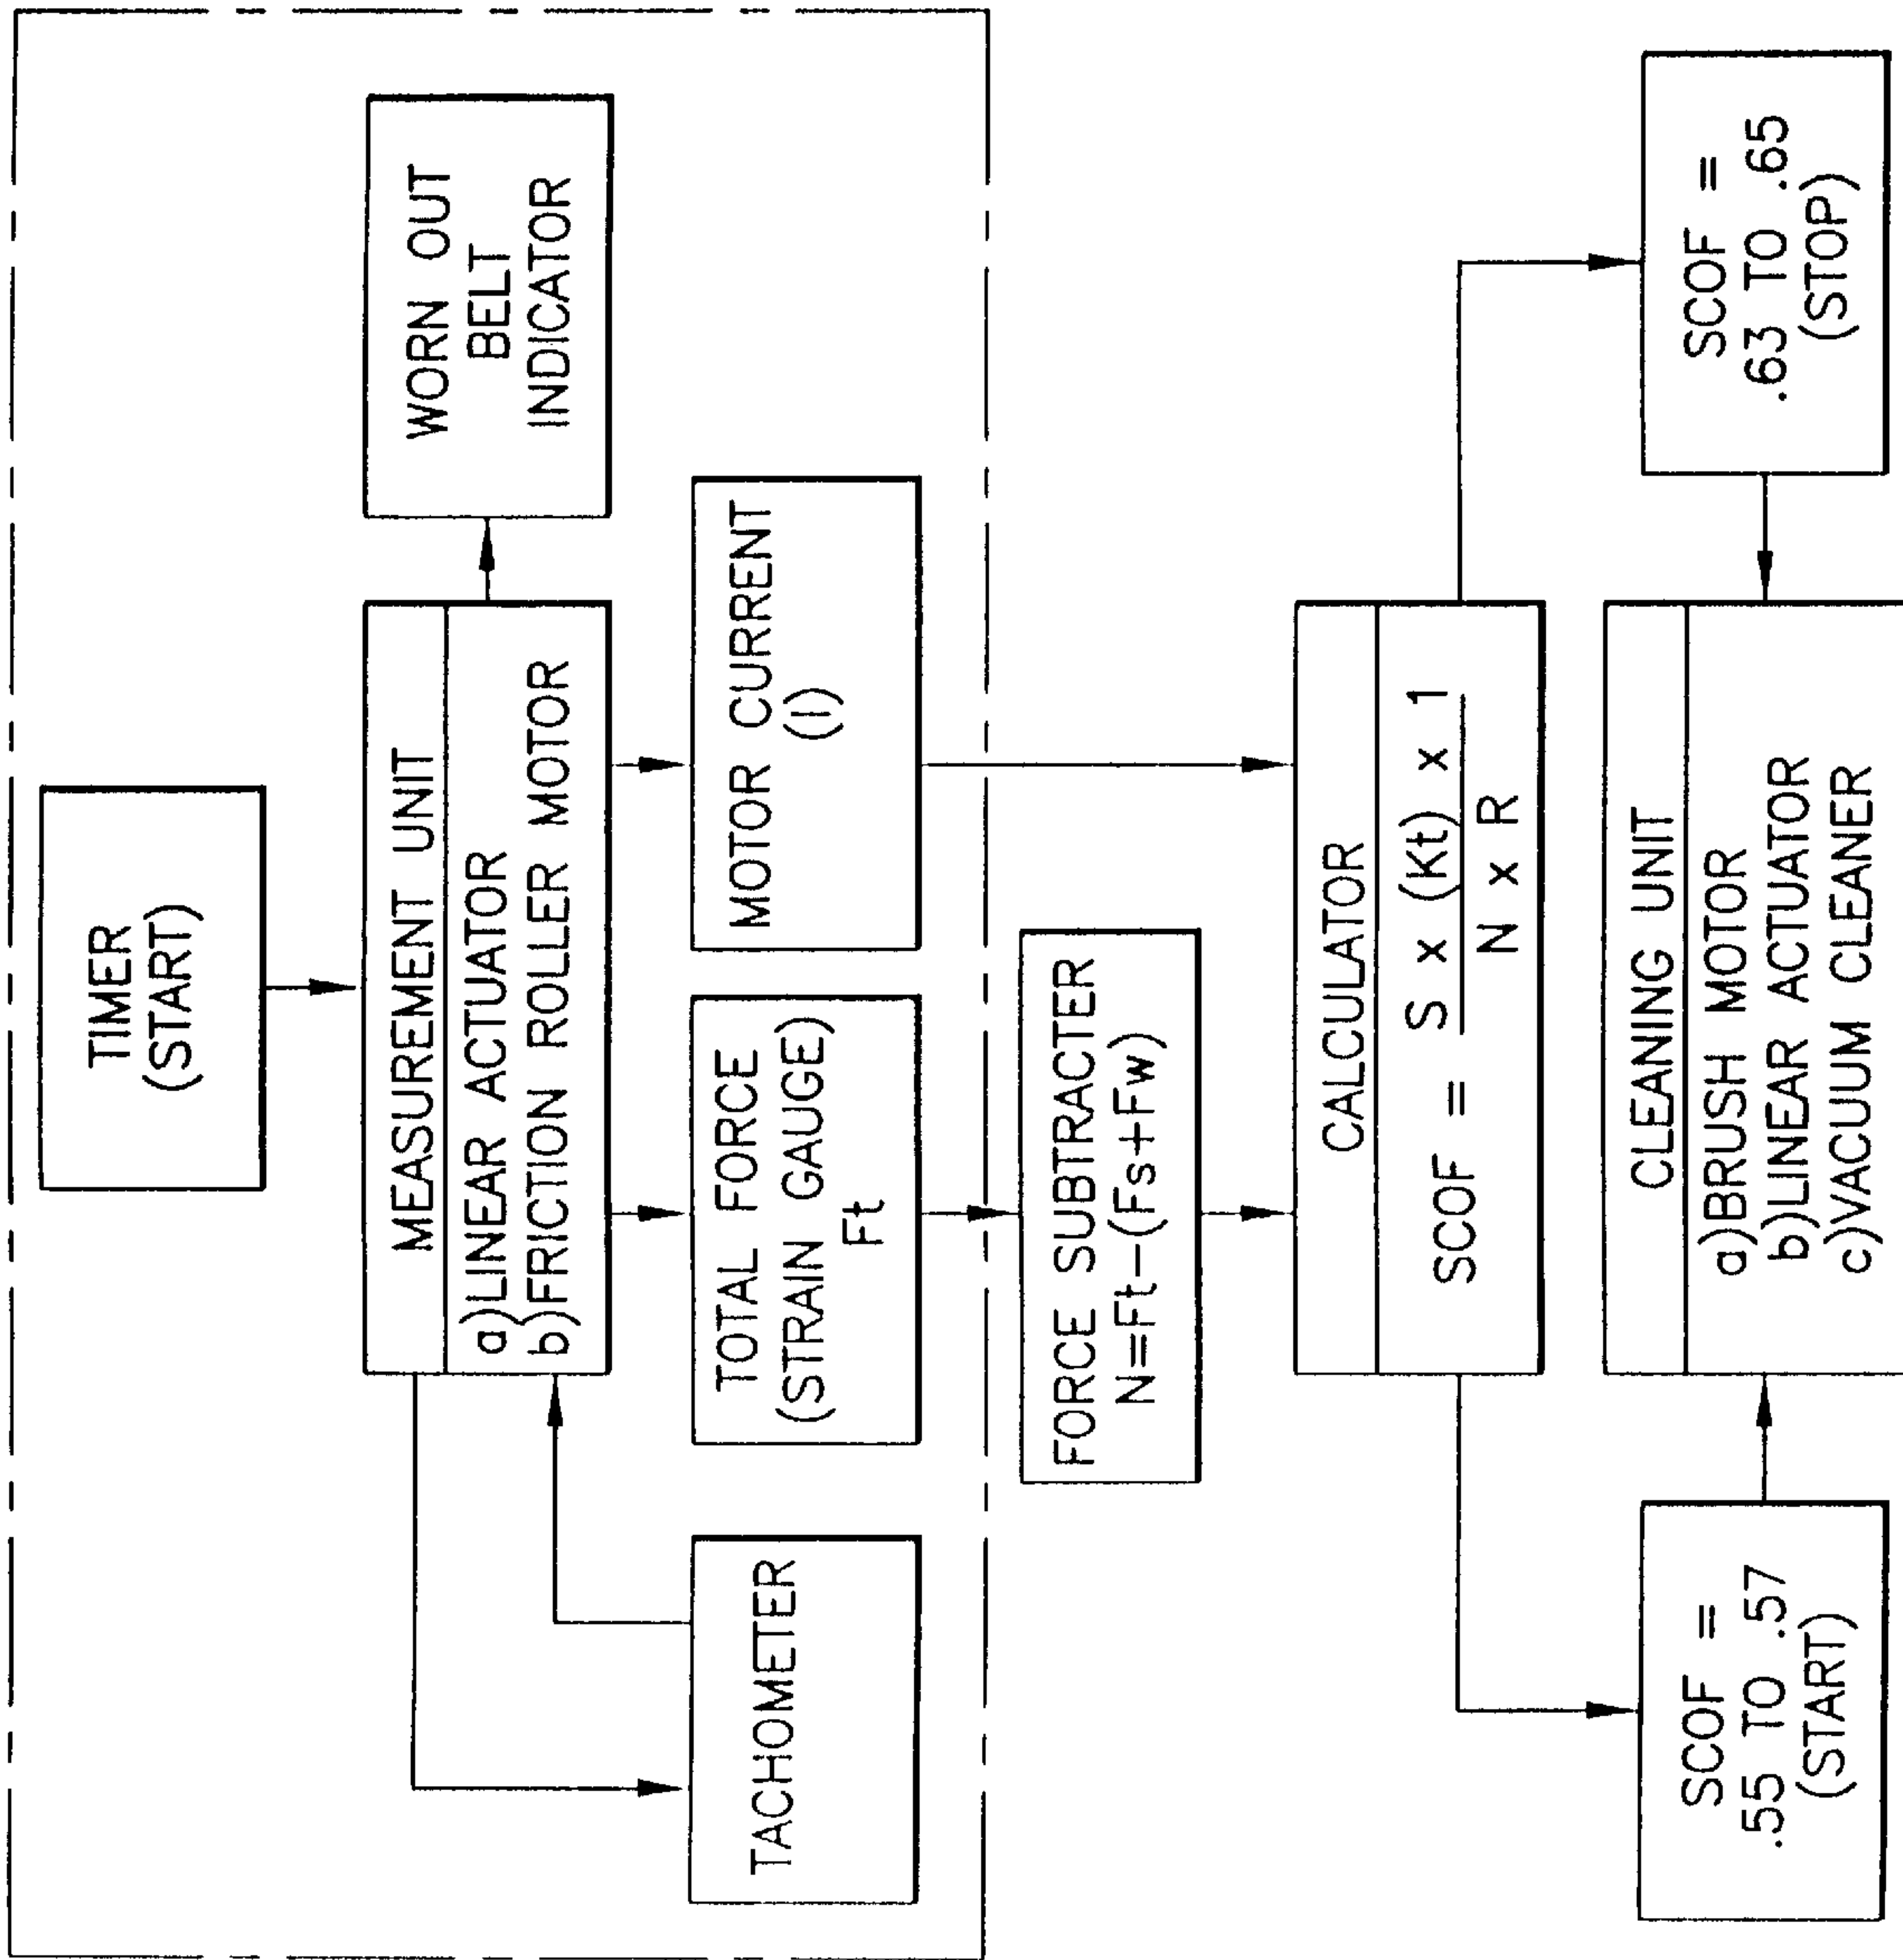 TIMER
(START)
MEASUREMENT UNIT
a)LINEAR ACTUATOR
b)FRICTION ROLLER MOTOR
WORN OUT
BELT
INDICATOR
TACHOMETER
TOTAL FORCE
(STRAIN GAUGE)
Ft
MOTOR CURRENT
(I)
FORCE SUBTRACTER
N=Ft-(Fs+Fw)
CALCULATOR
SCOF = S x (Kt) x 1
N x R
SCOF =
.55 TO .57
(START)
CLEANING UNIT
a)BRUSH MOTOR
b)LINEAR ACTUATOR
c)VACUUM CLEANER
SCOF =
.63 TO .65
(STOP)